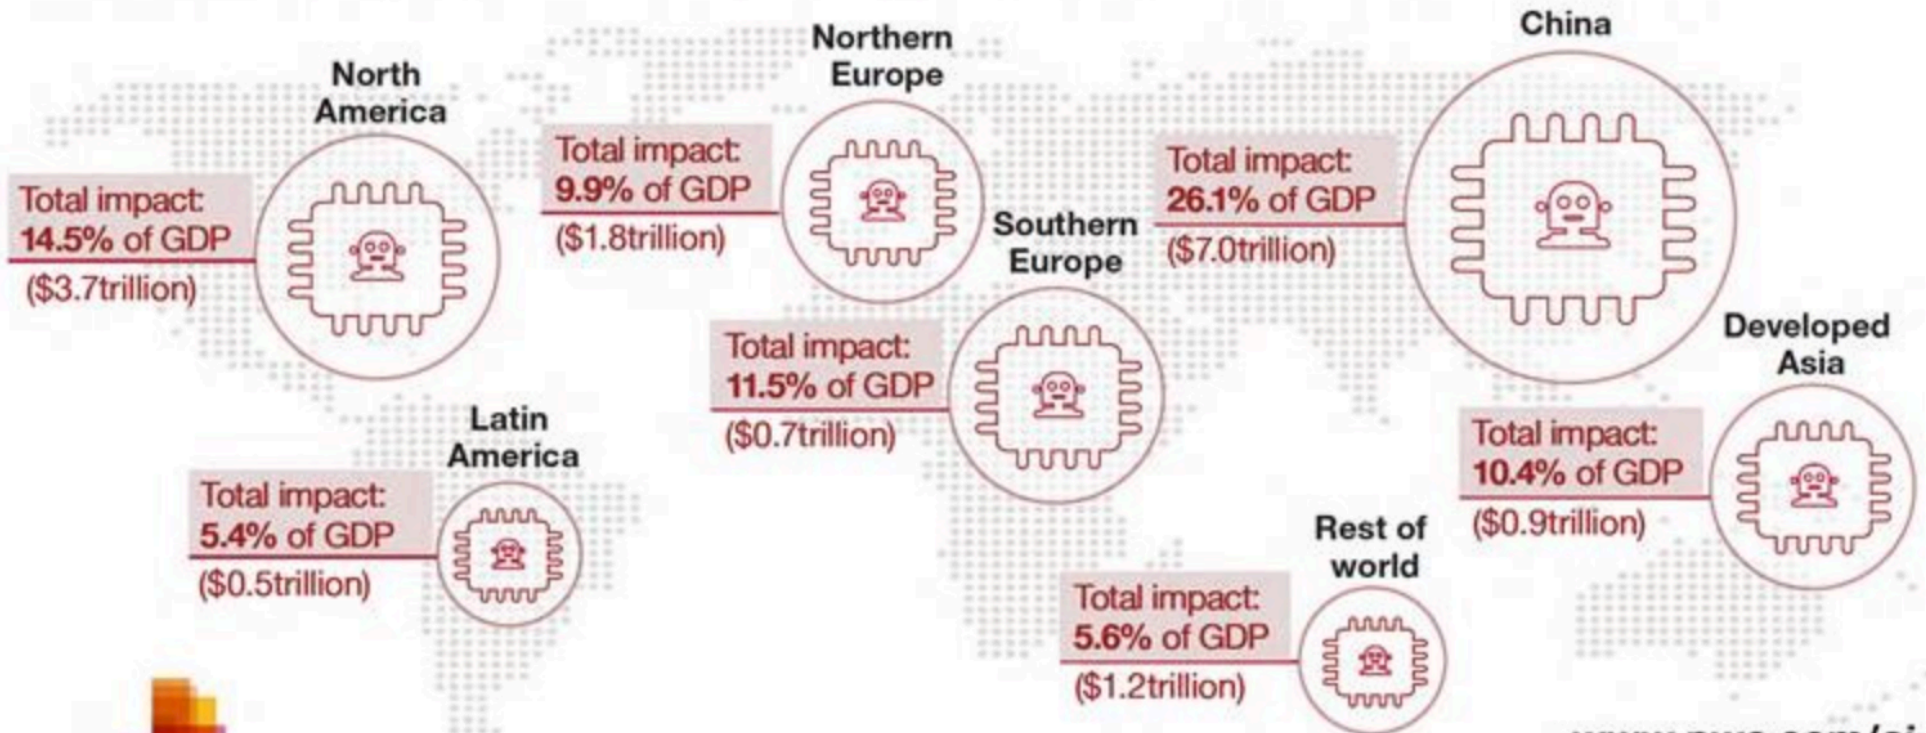 North
America
Total impact:
14.5% of GDP
($3.7trillion)
Northern
Europe
Total impact:
9.9% of GDP
($1.8trillion)
China
Total impact:
26.1% of GDP
($7.0trillion)
Southern
Europe
Total impact:
11.5% of GDP
($0.7trillion)
Developed
Asia
Total impact:
10.4% of GDP
($0.9trillion)
Latin
America
Total impact:
5.4% of GDP
($0.5trillion)
Rest of
world
Total impact:
5.6% of GDP
($1.2trillion)